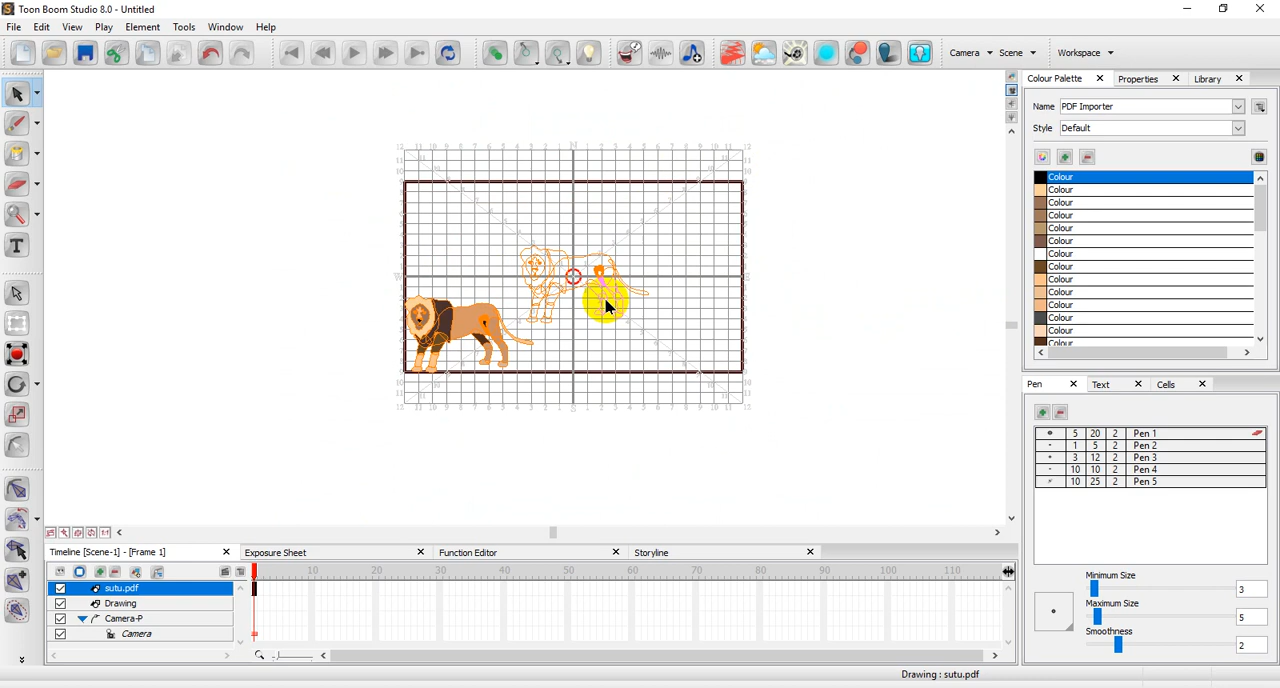 Toon Boom Studio 8.0 - Untitled
File Edit View Play Element Tools Window Help
Camera Scene Workspace
Colour Palette Properties Library
Name PDF Importer
Style Default
Colour
Colour
Colour
Colour
Colour
Colour
Colour
Colour
Colour
Colour
Colour
Colour
Colour
Colour
Pen Text Cells
5 20 2 Pen 1
1 5 2 Pen 2
3 12 2 Pen 3
10 10 2 Pen 4
10 25 2 Pen 5
Minimum Size
3
Maximum Size
5
Smoothness
2
Timeline [Scene-1] - [Frame 1] Exposure Sheet Function Editor Storyline
10 20 30 40 50 60 70 80 90 100 110
sutu.pdf
Drawing
Camera-P
Camera
Drawing : sutu.pdf